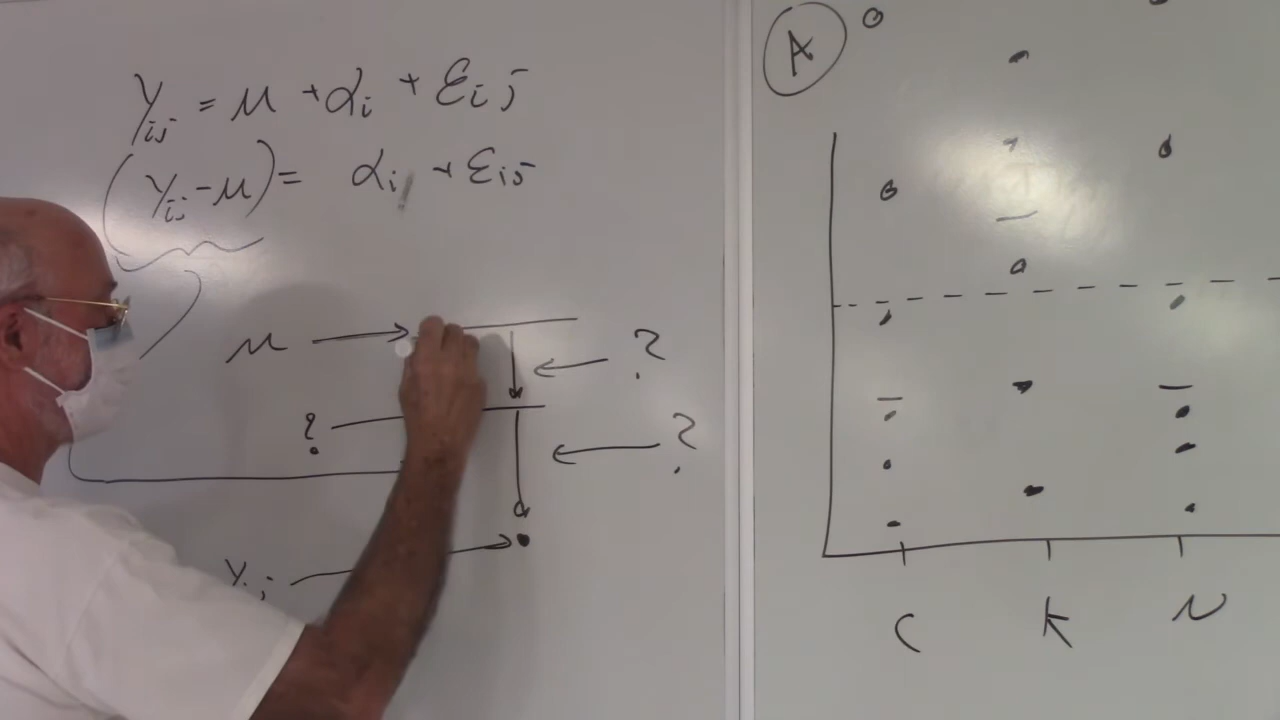 Yij = μ + αi + εij
(Yij - μ) = αi + εij
μ
?
?
?
Yij
A
C K N